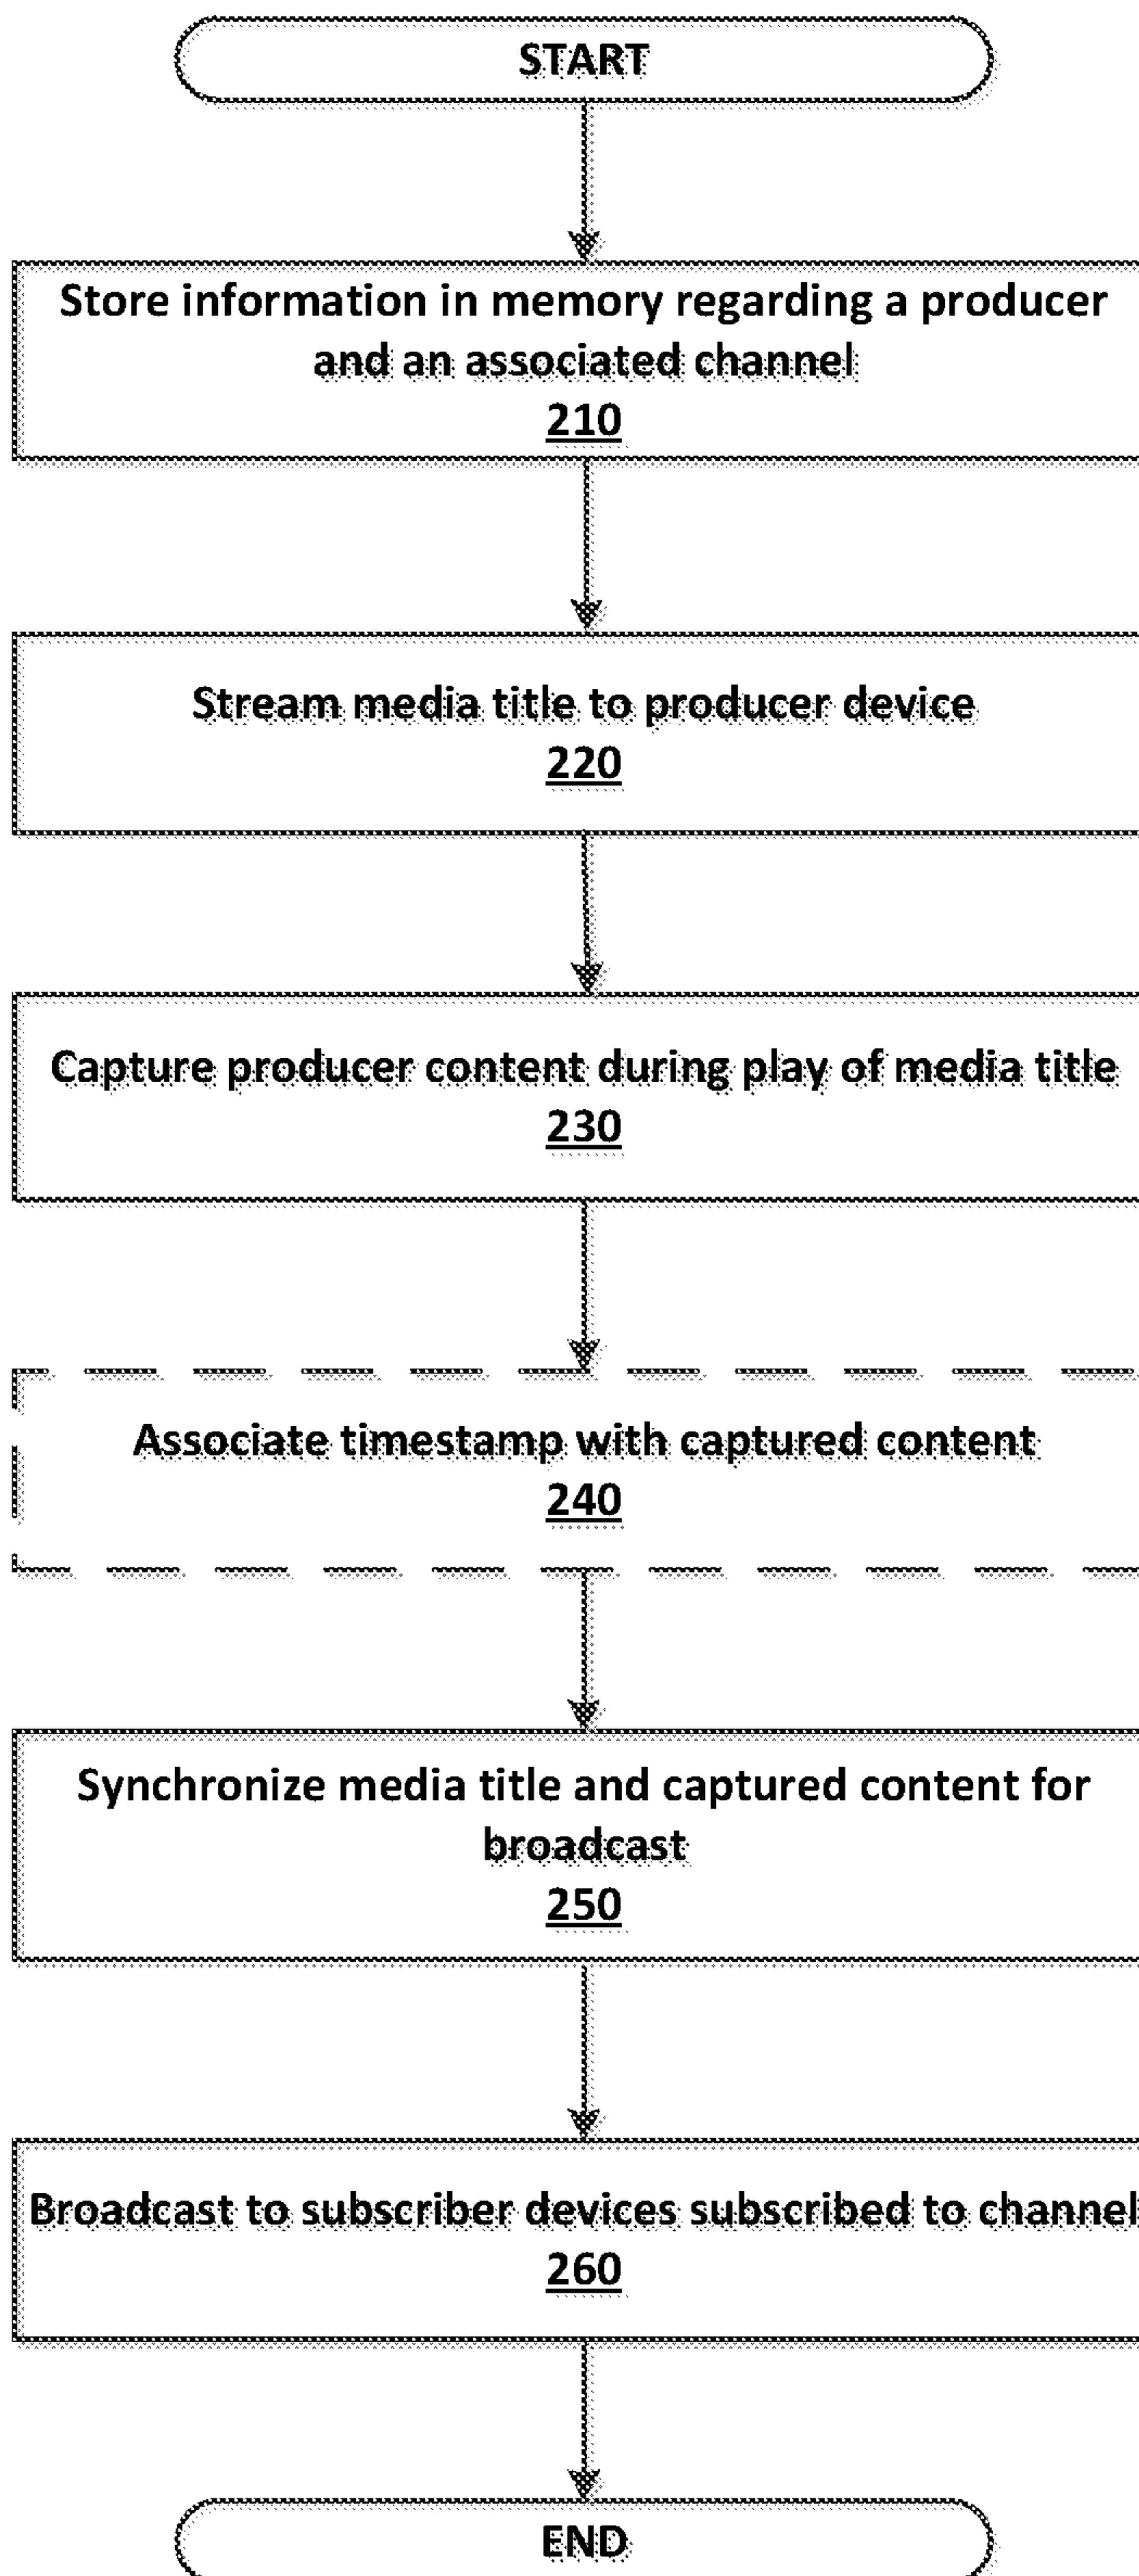 START
Store information in memory regarding a producer
and an associated channel
210
Stream media title to producer device
220
Capture producer content during play of media title
230
Associate timestamp with captured content
240
Synchronize media title and captured content for
broadcast
250
Broadcast to subscriber devices subscribed to channel
260
END